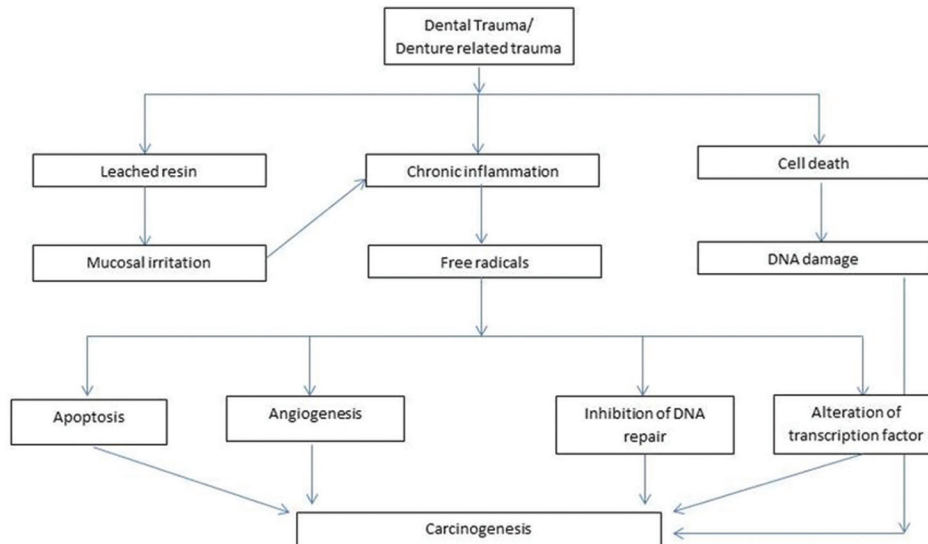 Dental Trauma/
Denture related trauma
Leached resin
Chronic inflammation
Cell death
Mucosal irritation
Free radicals
DNA damage
Apoptosis
Angiogenesis
Inhibition of DNA
repair
Alteration of
transcription factor
Carcinogenesis